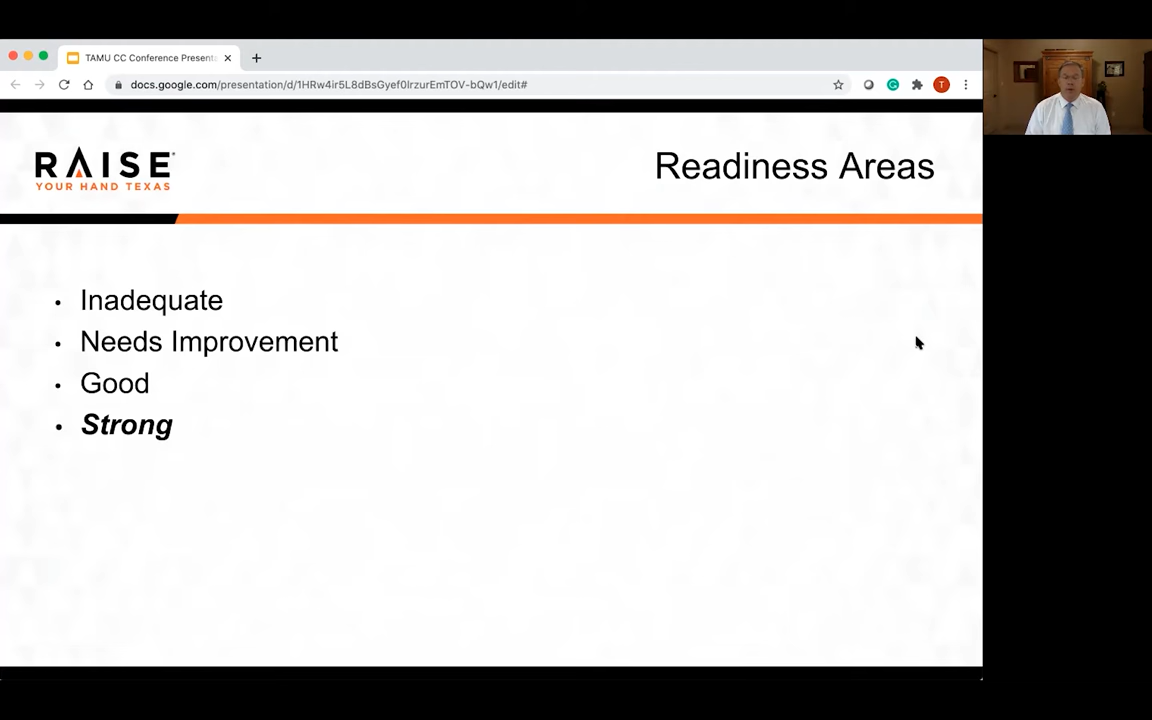 TAMU CC Conference Present
docs.google.com/presentation/d/1HRw4ir5L8dBsGyef0lrzurEmTOV-bQw1/edit#
T
RAISE
YOUR HAND TEXAS
Readiness Areas
• Inadequate
• Needs Improvement
• Good
• Strong